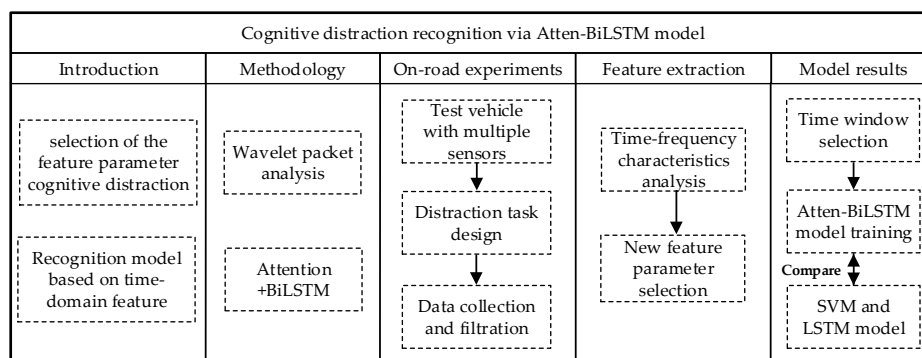 Cognitive distraction recognition via Atten-BiLSTM model
Introduction
Methodology
On-road experiments
Feature extraction
Model results
selection of the
feature parameter
cognitive distraction
Recognition model
based on time-
domain feature
Wavelet packet
analysis
Attention
+BiLSTM
Test vehicle
with multiple
sensors
Distraction task
design
Data collection
and filtration
Time-frequency
characteristics
analysis
New feature
parameter
selection
Time window
selection
Atten-BiLSTM
model training
Compare
SVM and
LSTM model